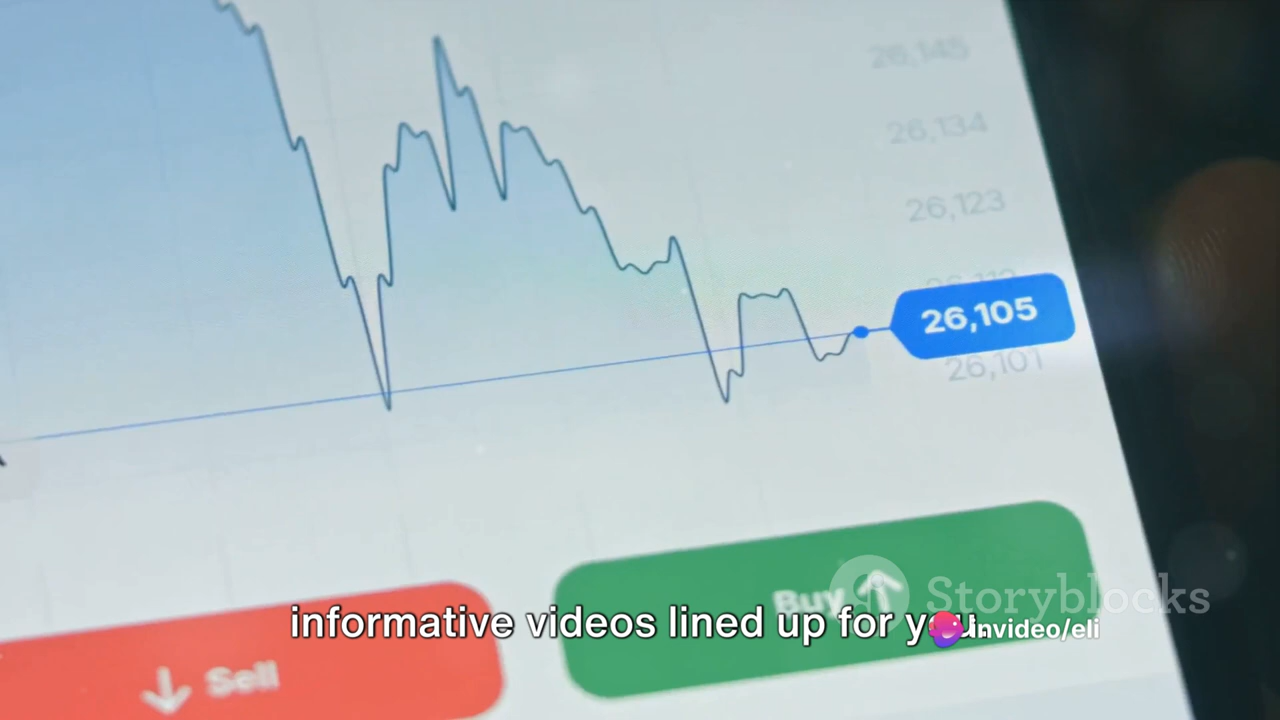 26,145
26,134
26,123
26,105
26,101
Buy
Storyblocks
informative videos lined up for you.
invideo/eli
Sell